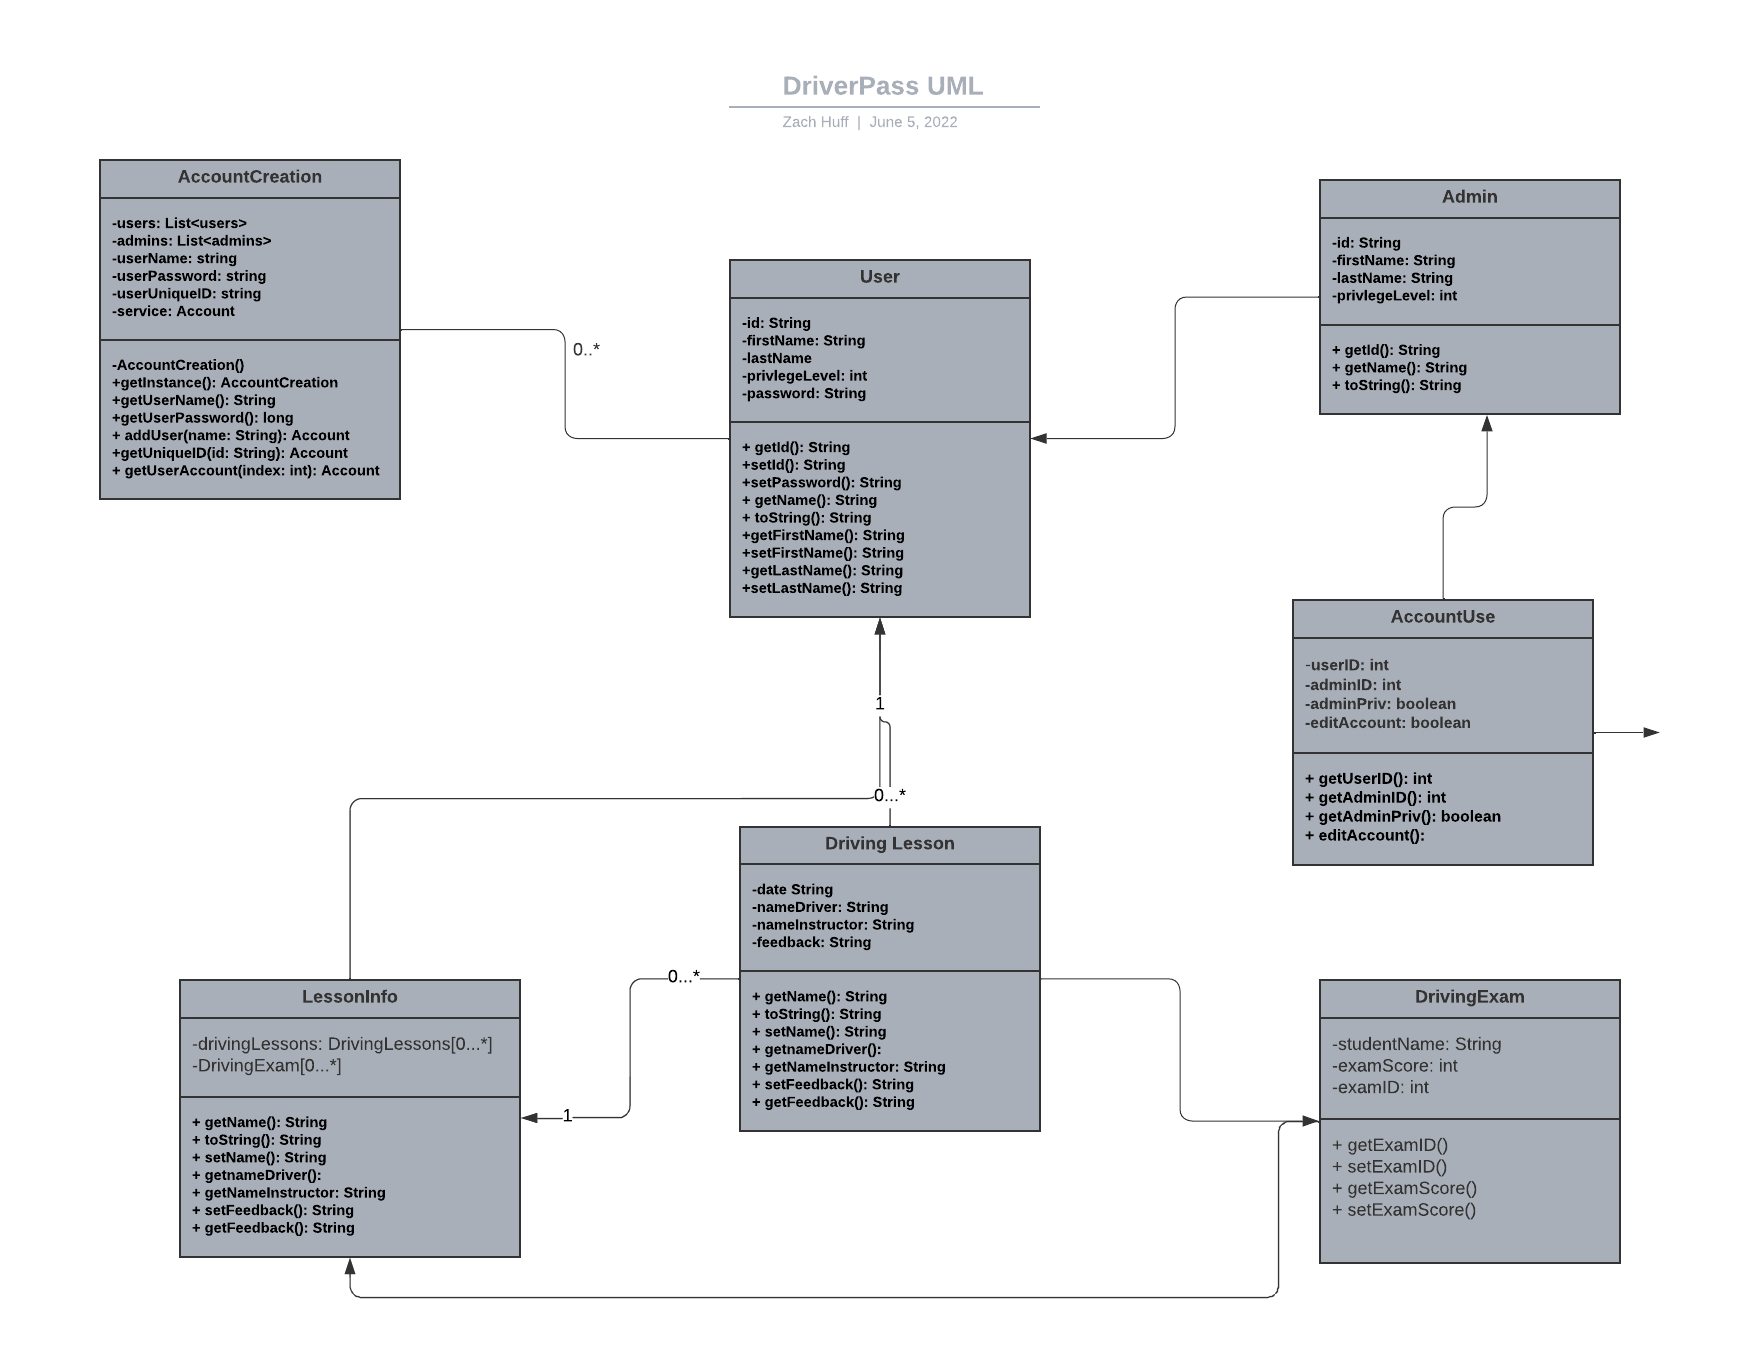 DriverPass UML
Zach Huff | June 5, 2022
AccountCreation
-users: List<users>
-admins: List<admins>
-userName: string
-userPassword: string
-userUniqueID: string
-service: Account
-AccountCreation()
+getInstance(): AccountCreation
+getUserName(): String
+getUserPassword(): long
+ addUser(name: String): Account
+getUniqueID(id: String): Account
+ getUserAccount(index: int): Account
0..*
User
-id: String
-firstName: String
-lastName
-privlegeLevel: int
-password: String
+ getId(): String
+setId(): String
+setPassword(): String
+ getName(): String
+ toString(): String
+getFirstName(): String
+setFirstName(): String
+getLastName(): String
+setLastName(): String
Admin
-id: String
-firstName: String
-lastName: String
-privlegeLevel: int
+ getId(): String
+ getName(): String
+ toString(): String
AccountUse
-userID: int
-adminID: int
-adminPriv: boolean
-editAccount: boolean
+ getUserID(): int
+ getAdminID(): int
+ getAdminPriv(): boolean
+ editAccount():
1
0...*
Driving Lesson
-date String
-nameDriver: String
-nameInstructor: String
-feedback: String
+ getName(): String
+ toString(): String
+ setName(): String
+ getnameDriver():
+ getNameInstructor: String
+ setFeedback(): String
+ getFeedback(): String
0...*
1
LessonInfo
-drivingLessons: DrivingLessons[0...*]
-DrivingExam[0...*]
+ getName(): String
+ toString(): String
+ setName(): String
+ getnameDriver():
+ getNameInstructor: String
+ setFeedback(): String
+ getFeedback(): String
DrivingExam
-studentName: String
-examScore: int
-examID: int
+ getExamID()
+ setExamID()
+ getExamScore()
+ setExamScore()